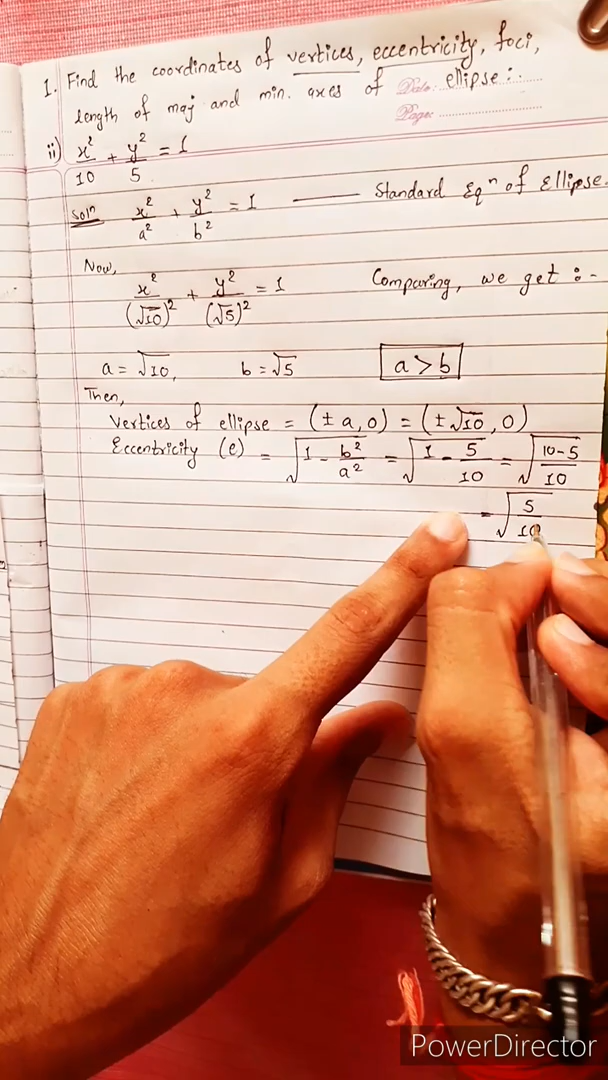 1. Find the coordinates of vertices, eccentricity, foci,
length of maj and min. axes of ellipse :.
Date: ..............
Page: ..............
ii) x²/10 + y²/5 = 1
Solⁿ x²/a² + y²/b² = 1 —— Standard Eqⁿ of Ellipse.
Now,
x²/(√10)² + y²/(√5)² = 1 Comparing, we get :-
a = √10, b = √5 a > b
Then,
Vertices of ellipse = (± a, 0) = (± √10, 0)
Eccentricity (e) = √(1 - b²/a²) = √(1 - 5/10) = √((10-5)/10)
= √(5/10)
PowerDirector